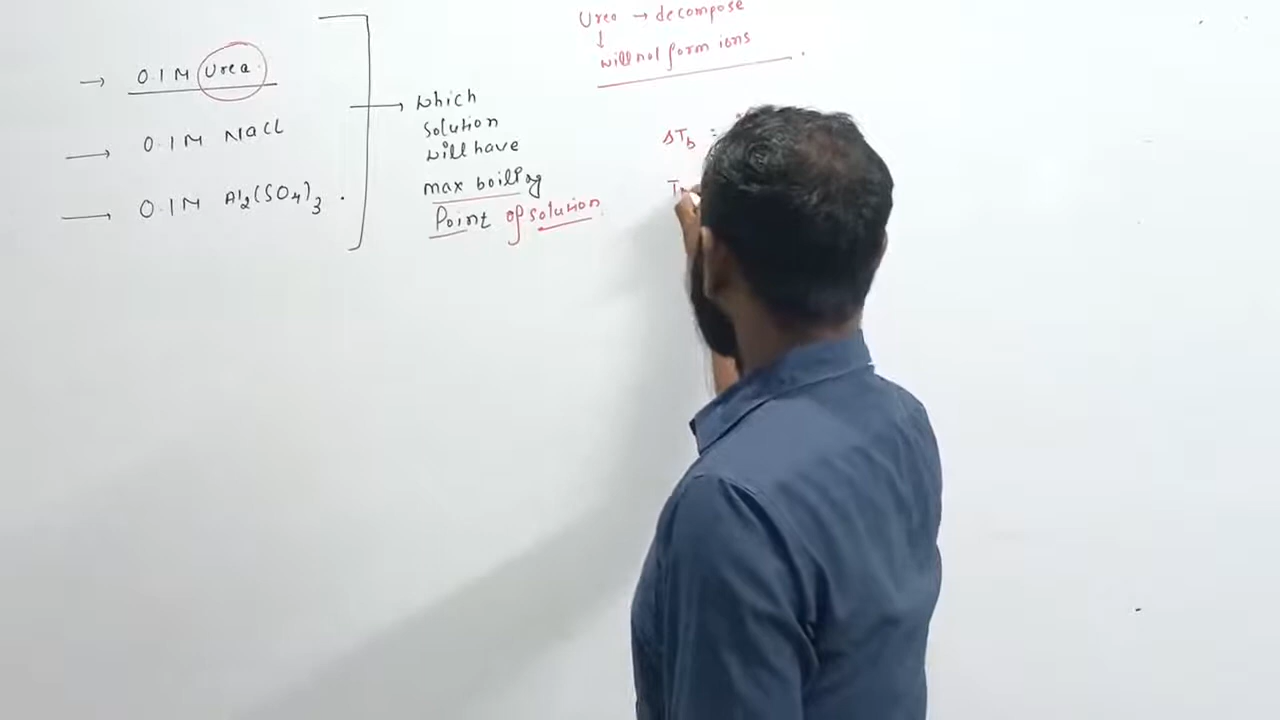 → 0.1 M Urea
→ 0.1 M NaCl
→ 0.1 M Al₂(SO₄)₃.
→ which
solution
will have
max boiling
Point of solution
Urea → decompose
↓
will not form ions.
ΔTb =